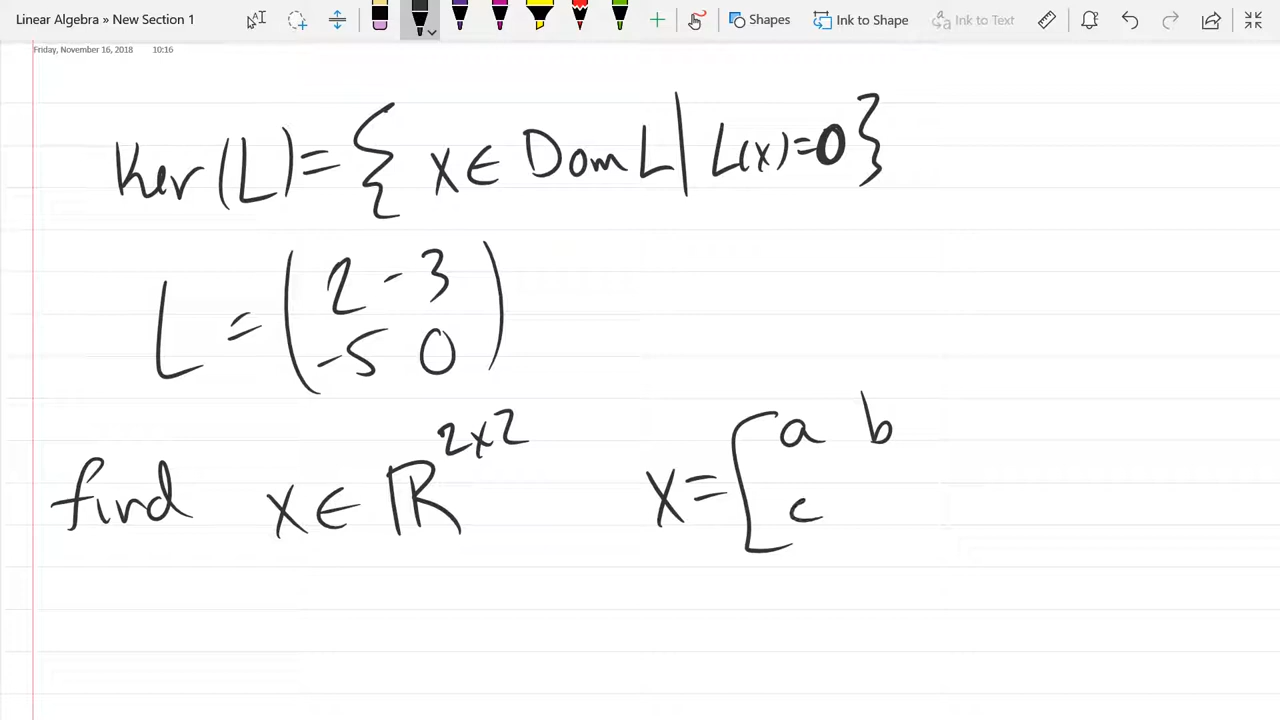 Linear Algebra » New Section 1
Shapes
Ink to Shape
Ink to Text
Friday, November 16, 2018 10:16
Ker(L)={ x∈ Dom L | L(x)=0}
L = (2 -3
-5 0)
find x∈ ℝ^2x2
x=[a b
c